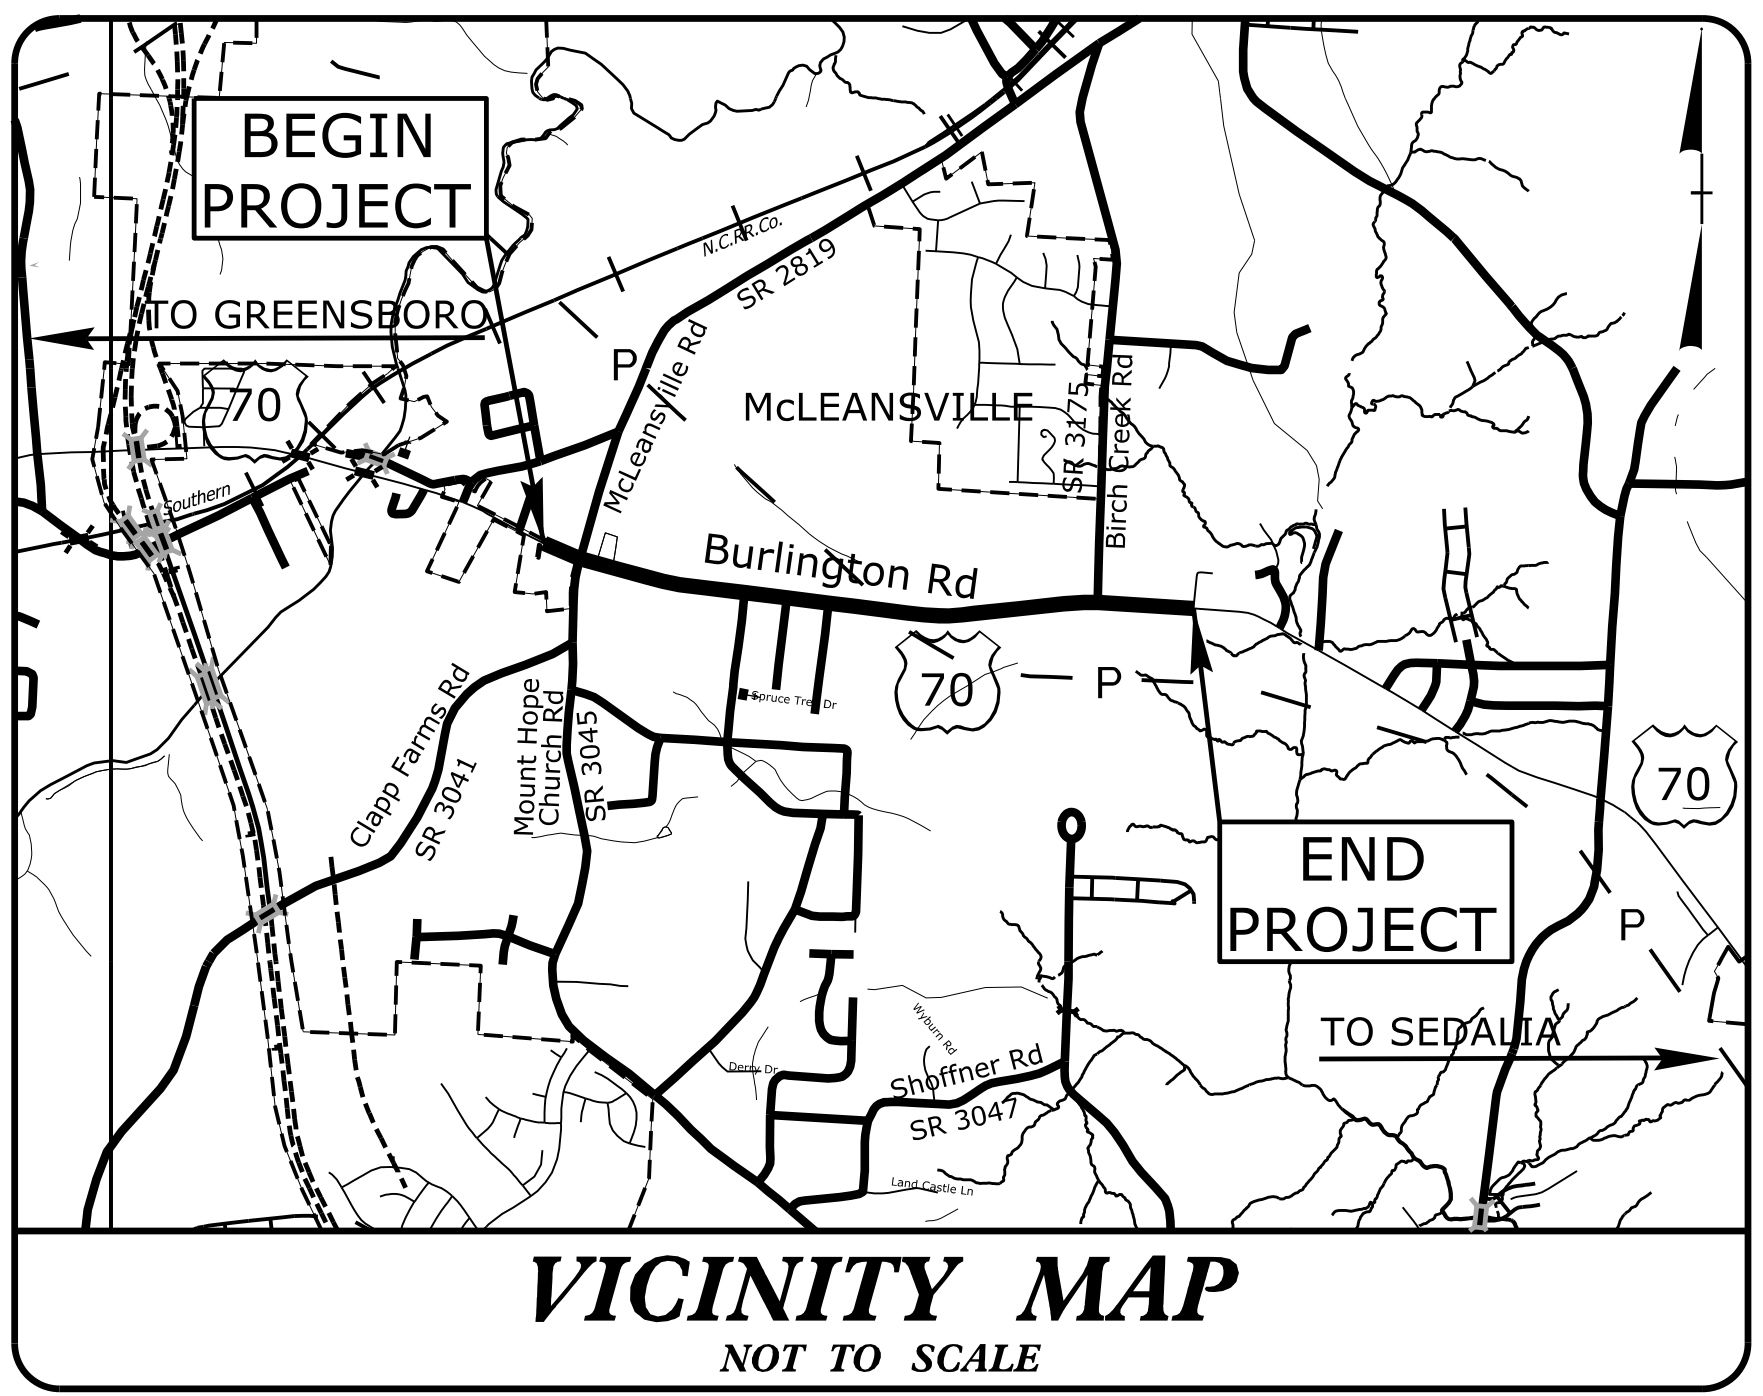 BEGIN
PROJECT
N.C.RR.Co.
SR 2819
TO GREENSBORO
P
McLeansville Rd
70
McLEANSVILLE
SR 3175
Birch Creek Rd
Southern
Burlington Rd
70
P
Spruce Tree Dr
Clapp Farms Rd
SR 3041
Mount Hope
Church Rd
SR 3045
70
END
PROJECT
P
Wyburn Rd
TO SEDALIA
Derry Dr
Shoffner Rd
SR 3047
Land Castle Ln
VICINITY MAP
NOT TO SCALE